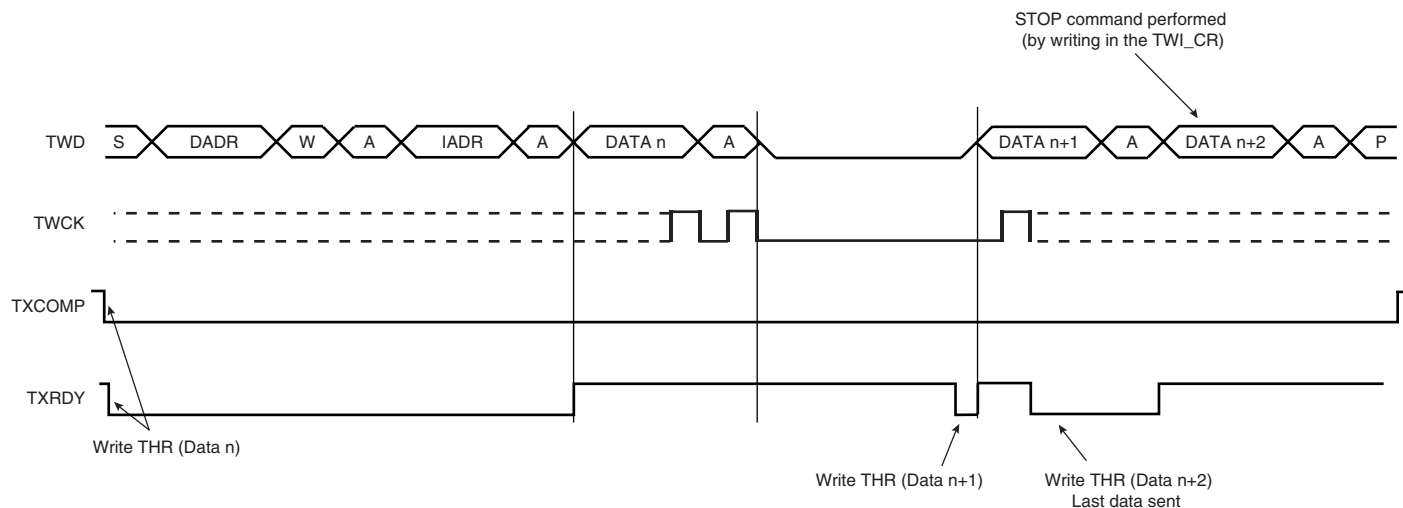 STOP command performed
(by writing in the TWI_CR)
TWD S DADR W A IADR A DATA n A DATA n+1 A DATA n+2 A P
TWCK
TXCOMP
TXRDY
Write THR (Data n)
Write THR (Data n+1)
Write THR (Data n+2)
Last data sent